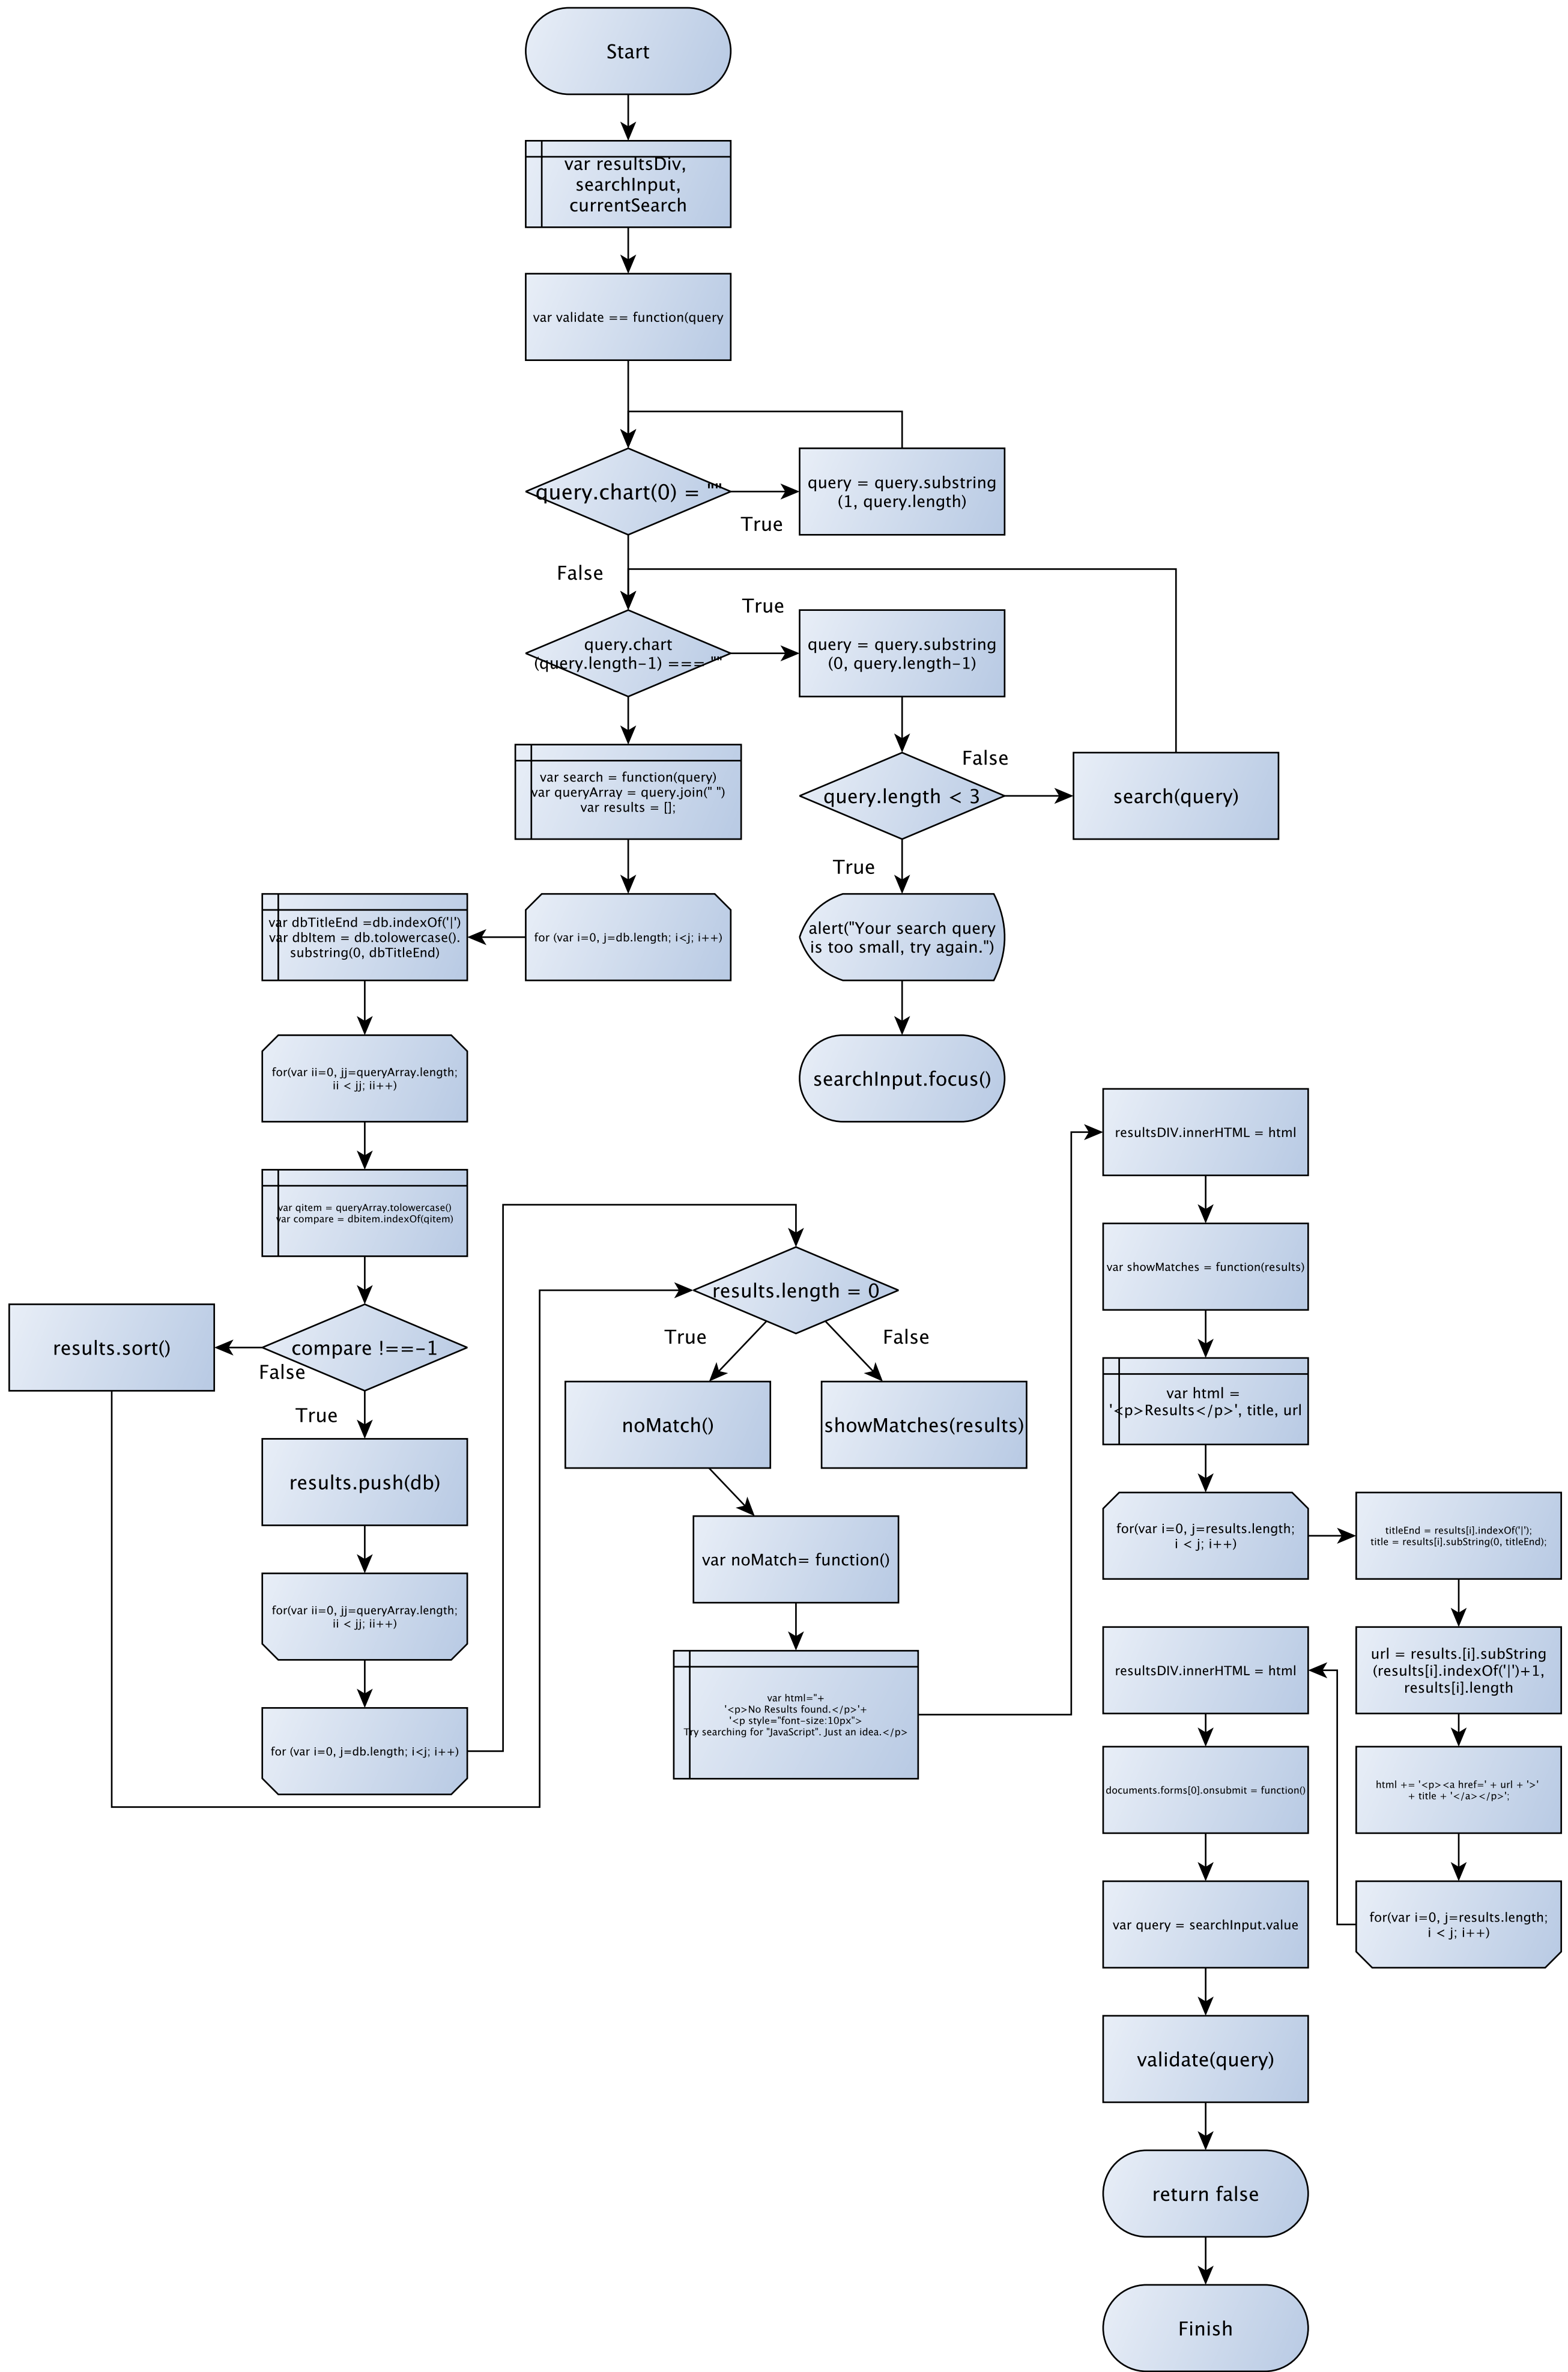 Start
var resultsDiv,
searchInput,
currentSearch
var validate == function(query
query.chart(0) = ""
True
query = query.substring
(1, query.length)
False
query.chart
(query.length-1) === ""
True
query = query.substring
(0, query.length-1)
var search = function(query)
var queryArray = query.join(" ")
var results = [];
query.length < 3
False
search(query)
True
for (var i=0, j=db.length; i<j; i++)
alert("Your search query
is too small, try again.")
searchInput.focus()
var dbTitleEnd =db.indexOf('|')
var dbItem = db.tolowercase().
substring(0, dbTitleEnd)
for(var ii=0, jj=queryArray.length;
ii < jj; ii++)
var qitem = queryArray.tolowercase()
var compare = dbitem.indexOf(qitem)
compare !==-1
False
results.sort()
True
results.push(db)
for(var ii=0, jj=queryArray.length;
ii < jj; ii++)
for (var i=0, j=db.length; i<j; i++)
results.length = 0
True
False
noMatch()
showMatches(results)
var noMatch= function()
var html="+
'<p>No Results found.</p>'+
'<p style="font-size:10px">
Try searching for "JavaScript". Just an idea.</p>
resultsDIV.innerHTML = html
var showMatches = function(results)
var html =
'<p>Results</p>', title, url
for(var i=0, j=results.length;
i < j; i++)
titleEnd = results[i].indexOf('|');
title = results[i].subString(0, titleEnd);
url = results.[i].subString
(results[i].indexOf('|')+1,
results[i].length
html += '<p><a href=' + url + '>'
+ title + '</a></p>';
for(var i=0, j=results.length;
i < j; i++)
resultsDIV.innerHTML = html
documents.forms[0].onsubmit = function()
var query = searchInput.value
validate(query)
return false
Finish